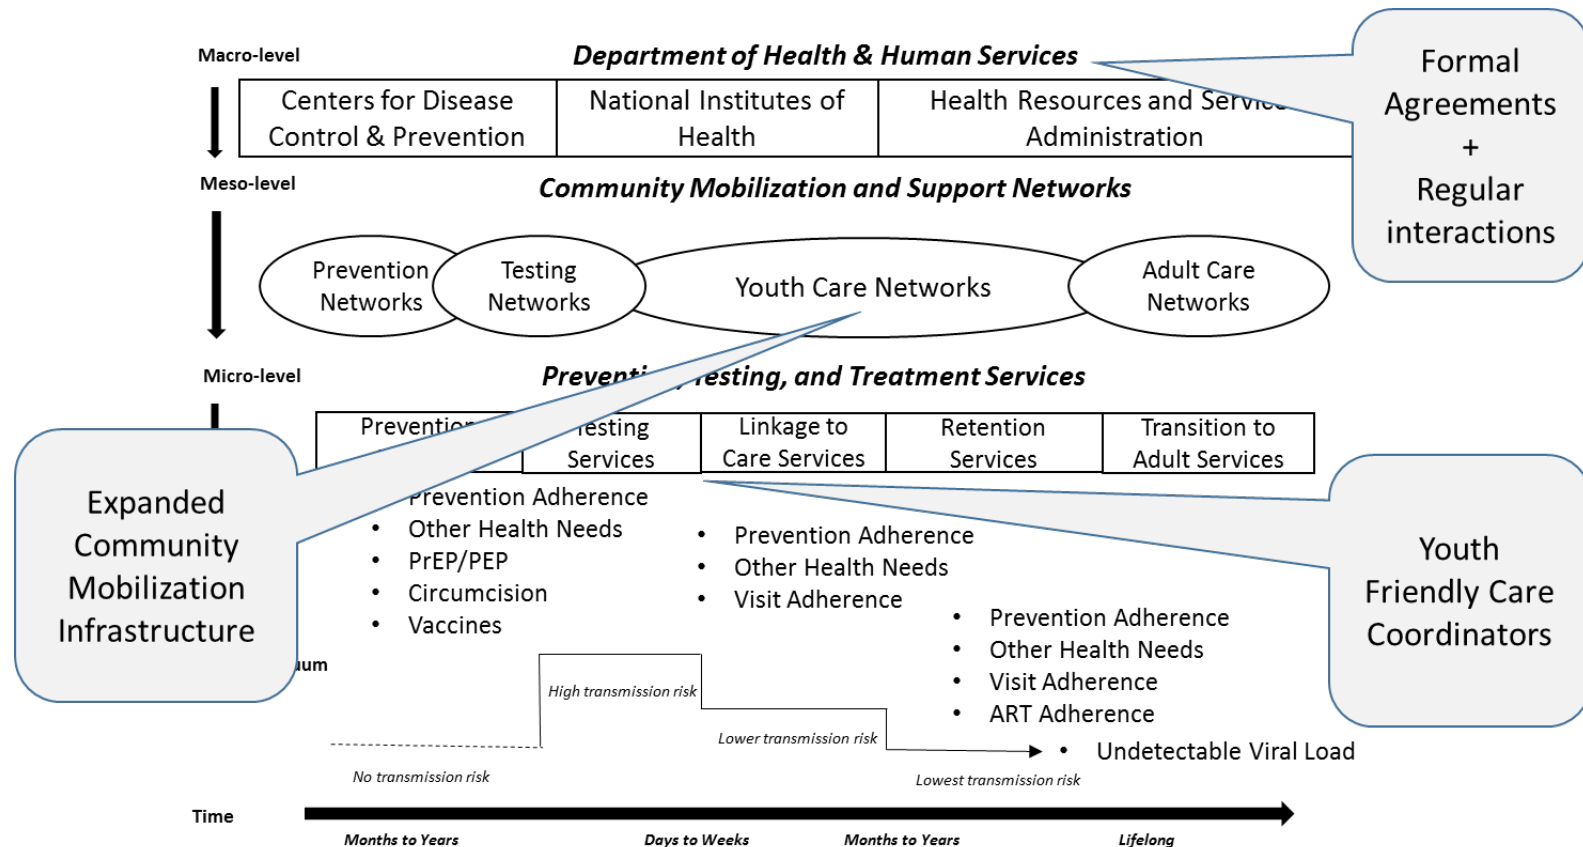 Macro-level
Department of Health & Human Services
Centers for Disease
Control & Prevention
National Institutes of
Health
Health Resources and Servic
Administration
Formal
Agreements
+
Regular
interactions
Meso-level
Community Mobilization and Support Networks
Prevention
Networks
Testing
Networks
Youth Care Networks
Adult Care
Networks
Micro-level
Preventi , Testing, and Treatment Services
Prevention
esting
Services
Linkage to
Care Services
Retention
Services
Transition to
Adult Services
Expanded
Community
Mobilization
Infrastructure
Prevention Adherence
• Other Health Needs
• PrEP/PEP
• Circumcision
• Vaccines
• Prevention Adherence
• Other Health Needs
• Visit Adherence
• Prevention Adherence
• Other Health Needs
• Visit Adherence
• ART Adherence
• Undetectable Viral Load
Youth
Friendly Care
Coordinators
uum
High transmission risk
Lower transmission risk
No transmission risk
Lowest transmission risk
Time
Months to Years
Days to Weeks
Months to Years
Lifelong